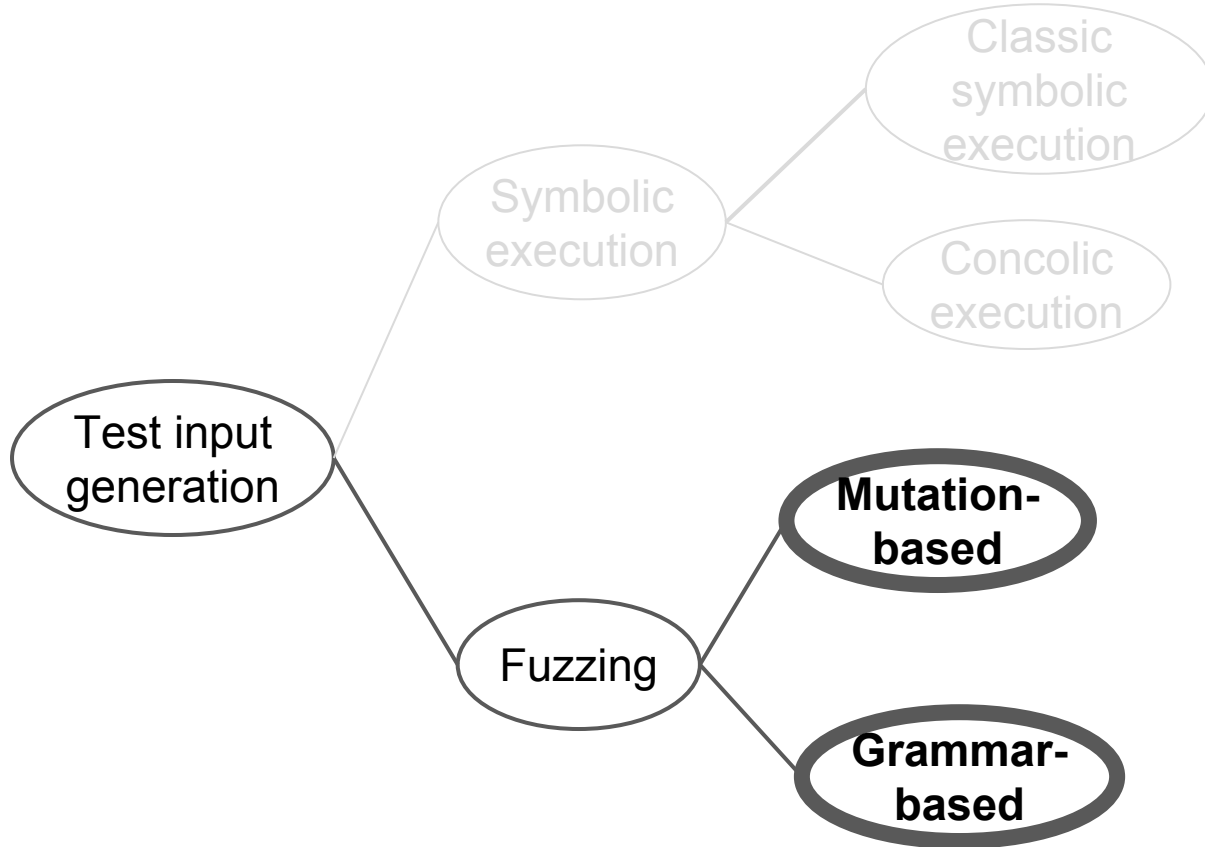 Classic
symbolic
execution
Symbolic
execution
Concolic
execution
Test input
generation
Mutation-
based
Fuzzing
Grammar-
based